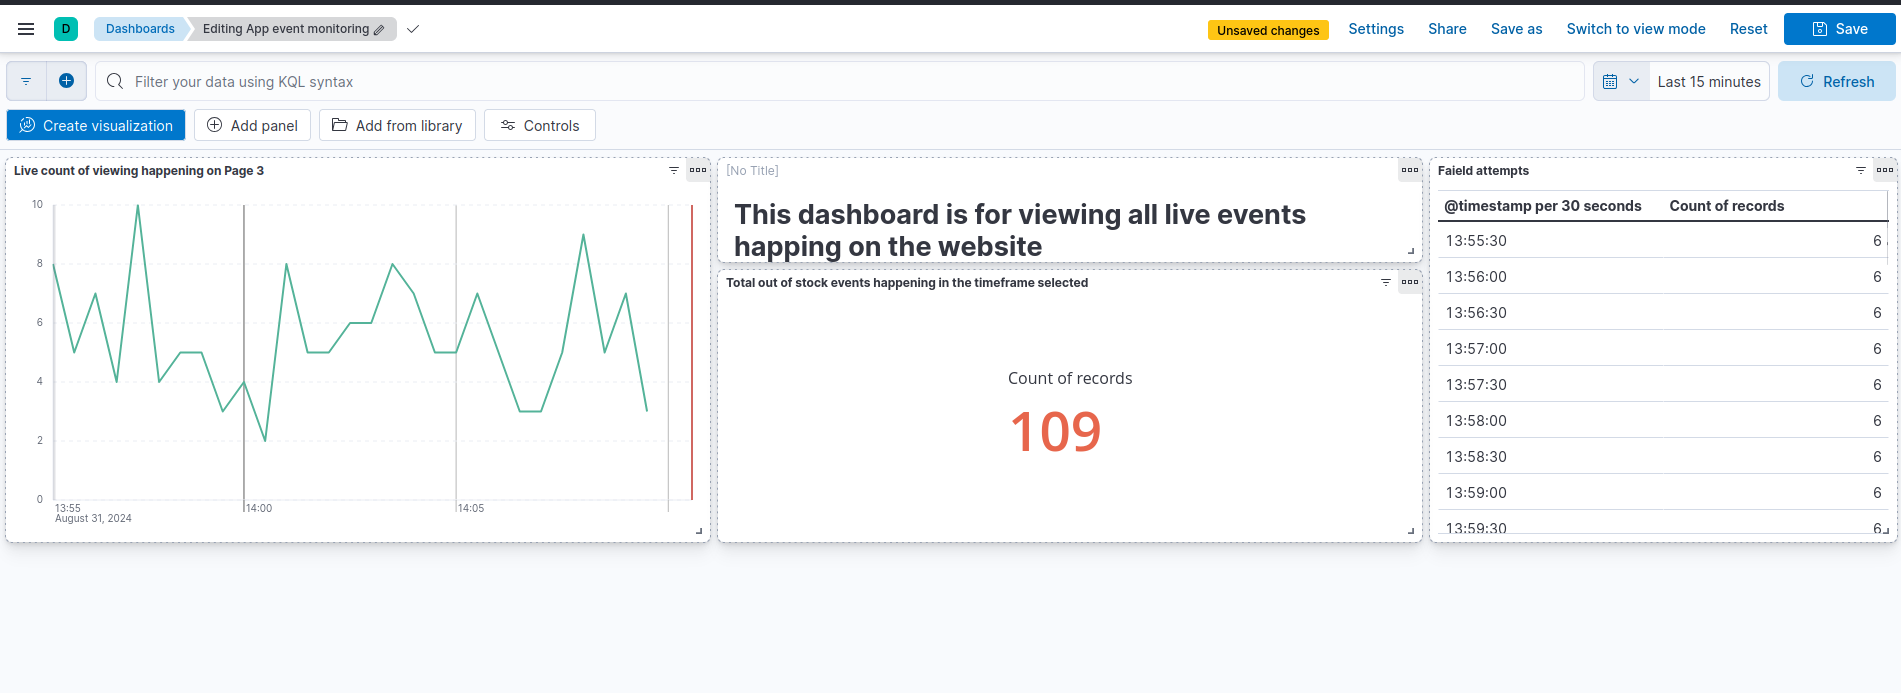 D
Dashboards
Editing App event monitoring
Unsaved changes
Settings
Share
Save as
Switch to view mode
Reset
Save
Filter your data using KQL syntax
Last 15 minutes
Refresh
Create visualization
Add panel
Add from library
Controls
Live count of viewing happening on Page 3
10
8
6
4
2
0
13:55
August 31, 2024
14:00
14:05
[No Title]
This dashboard is for viewing all live events
happing on the website
Total out of stock events happening in the timeframe selected
Count of records
109
Faield attempts
@timestamp per 30 seconds Count of records
13:55:30 6
13:56:00 6
13:56:30 6
13:57:00 6
13:57:30 6
13:58:00 6
13:58:30 6
13:59:00 6
13:59:30 6